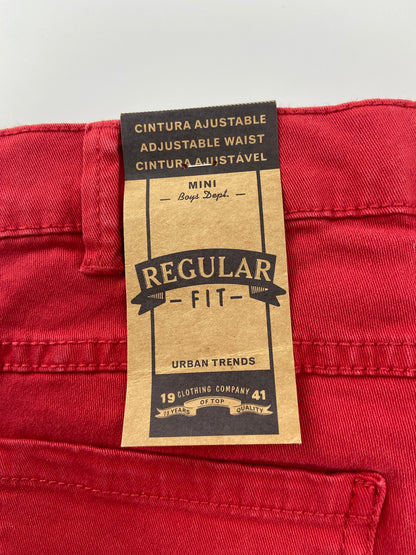 CINTURA AJUSTABLE
ADJUSTABLE WAIST
CINTURA AJUSTÁVEL
MINI
Boys Dept.
REGULAR
FIT
URBAN TRENDS
19 CLOTHING COMPANY 41
OF TOP
77 YEARS QUALITY